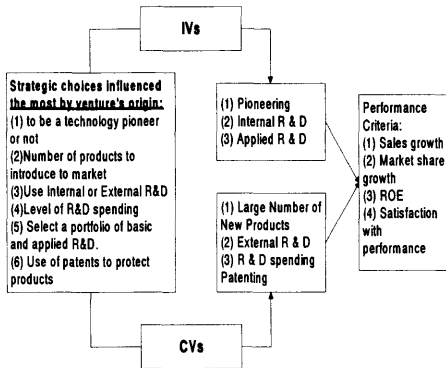 IVs
Strategic choices influenced
the most by venture's origin:
(1) to be a technology pioneer
or not
(2)Number of products to
introduce to market
(3)Use Internal or External R&D
(4)Level of R&D spending
(5) Select a portfolio of basic
and applied R&D.
(6) Use of patents to protect
products
(1) Pioneering
(2) Internal R & D
(3) Applied R & D
(1) Large Number of
New Products
(2) External R & D
(3) R & D spending
Patenting
Performance
Criteria:
(1) Sales growth
(2) Market share
growth
(3) ROE
(4) Satisfaction
with
performance
CVs